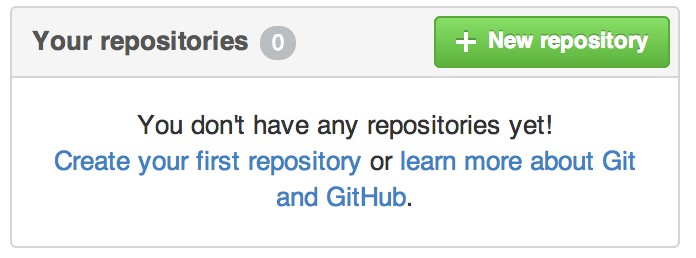 Your repositories 0
+ New repository
You don't have any repositories yet!
Create your first repository or learn more about Git
and GitHub.